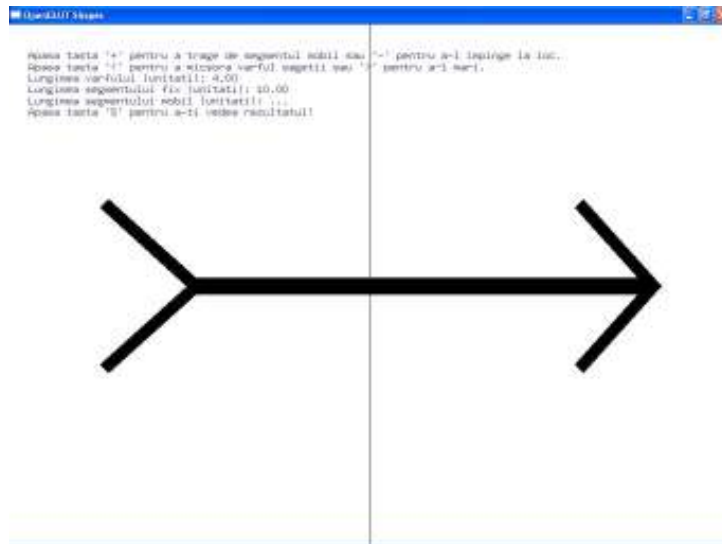 OpenGLUT Shapes
Apasa tasta '+' pentru a trage de segmentul mobil sau '-' pentru a-l impinge la loc.
Apasa tasta pentru a micsora varful sagetii sau pentru a-l mari.
Lungimea varfului (unitati): 4.00
Lungimea segmentului fix (unitati): 10.00
Lungimea segmentului mobil (unitati): ...
Apasa tasta 'S' pentru a-ti vedea rezultatul!